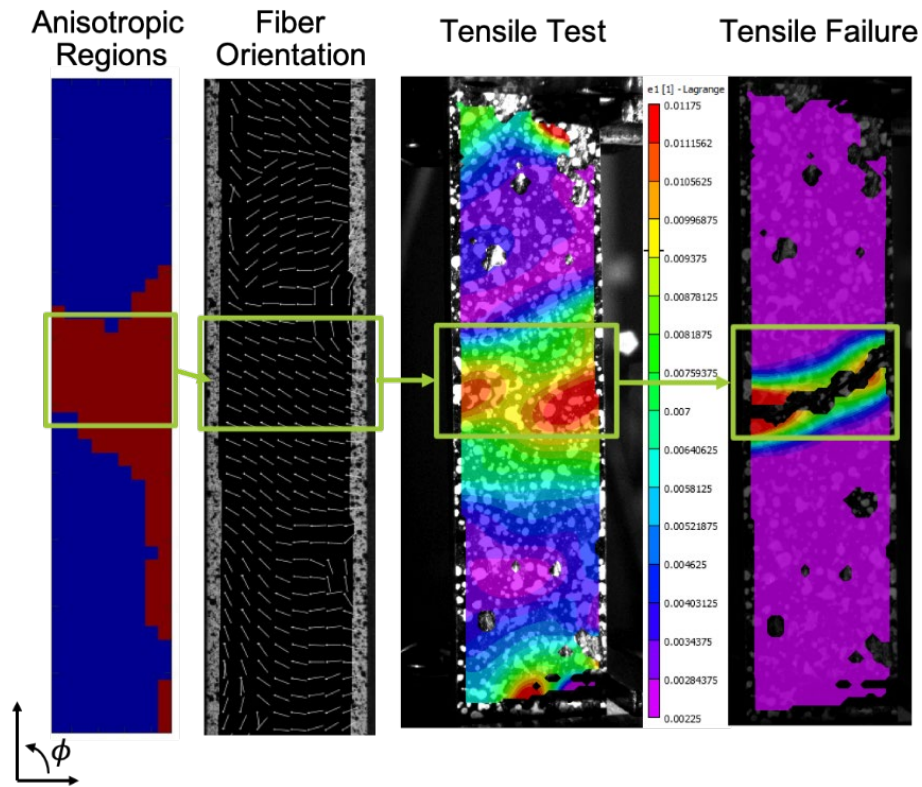 Anisotropic
Regions
Fiber
Orientation
Tensile Test
Tensile Failure
e1 [1] - Lagrange
0.01175
0.0111562
0.0105625
0.00996875
0.009375
0.00878125
0.0081875
0.00759375
0.007
0.00640625
0.0058125
0.00521875
0.004625
0.00403125
0.0034375
0.00284375
0.00225
ϕ